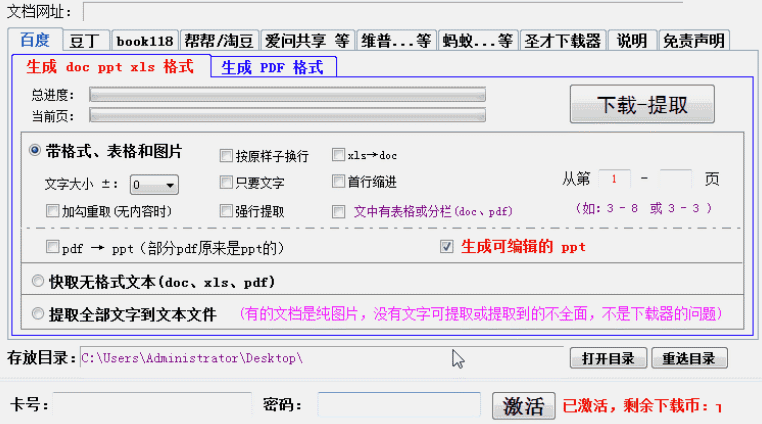 文档网址:
百度 豆丁 book118 帮帮/淘豆 爱问共享 等 维普...等 蚂蚁...等 圣才下载器 说明 免责声明
生成 doc ppt xls 格式 生成 PDF 格式
总进度:
当前页:
下载-提取
带格式、表格和图片 按原样子换行 xls→doc
文字大小 ±: 0 只要文字 首行缩进 从第 1 - 页
加勾重取(无内容时) 强行提取 文中有表格或分栏(doc、pdf) (如:3-8 或 3-3)
pdf → ppt (部分pdf原来是ppt的) 生成可编辑的 ppt
快取无格式文本(doc、xls、pdf)
提取全部文字到文本文件 (有的文档是纯图片，没有文字可提取或提取到的不全面，不是下载器的问题)
存放目录: C:\Users\Administrator\Desktop\ 打开目录 重选目录
卡号: 密码: 激活 已激活，剩余下载币: